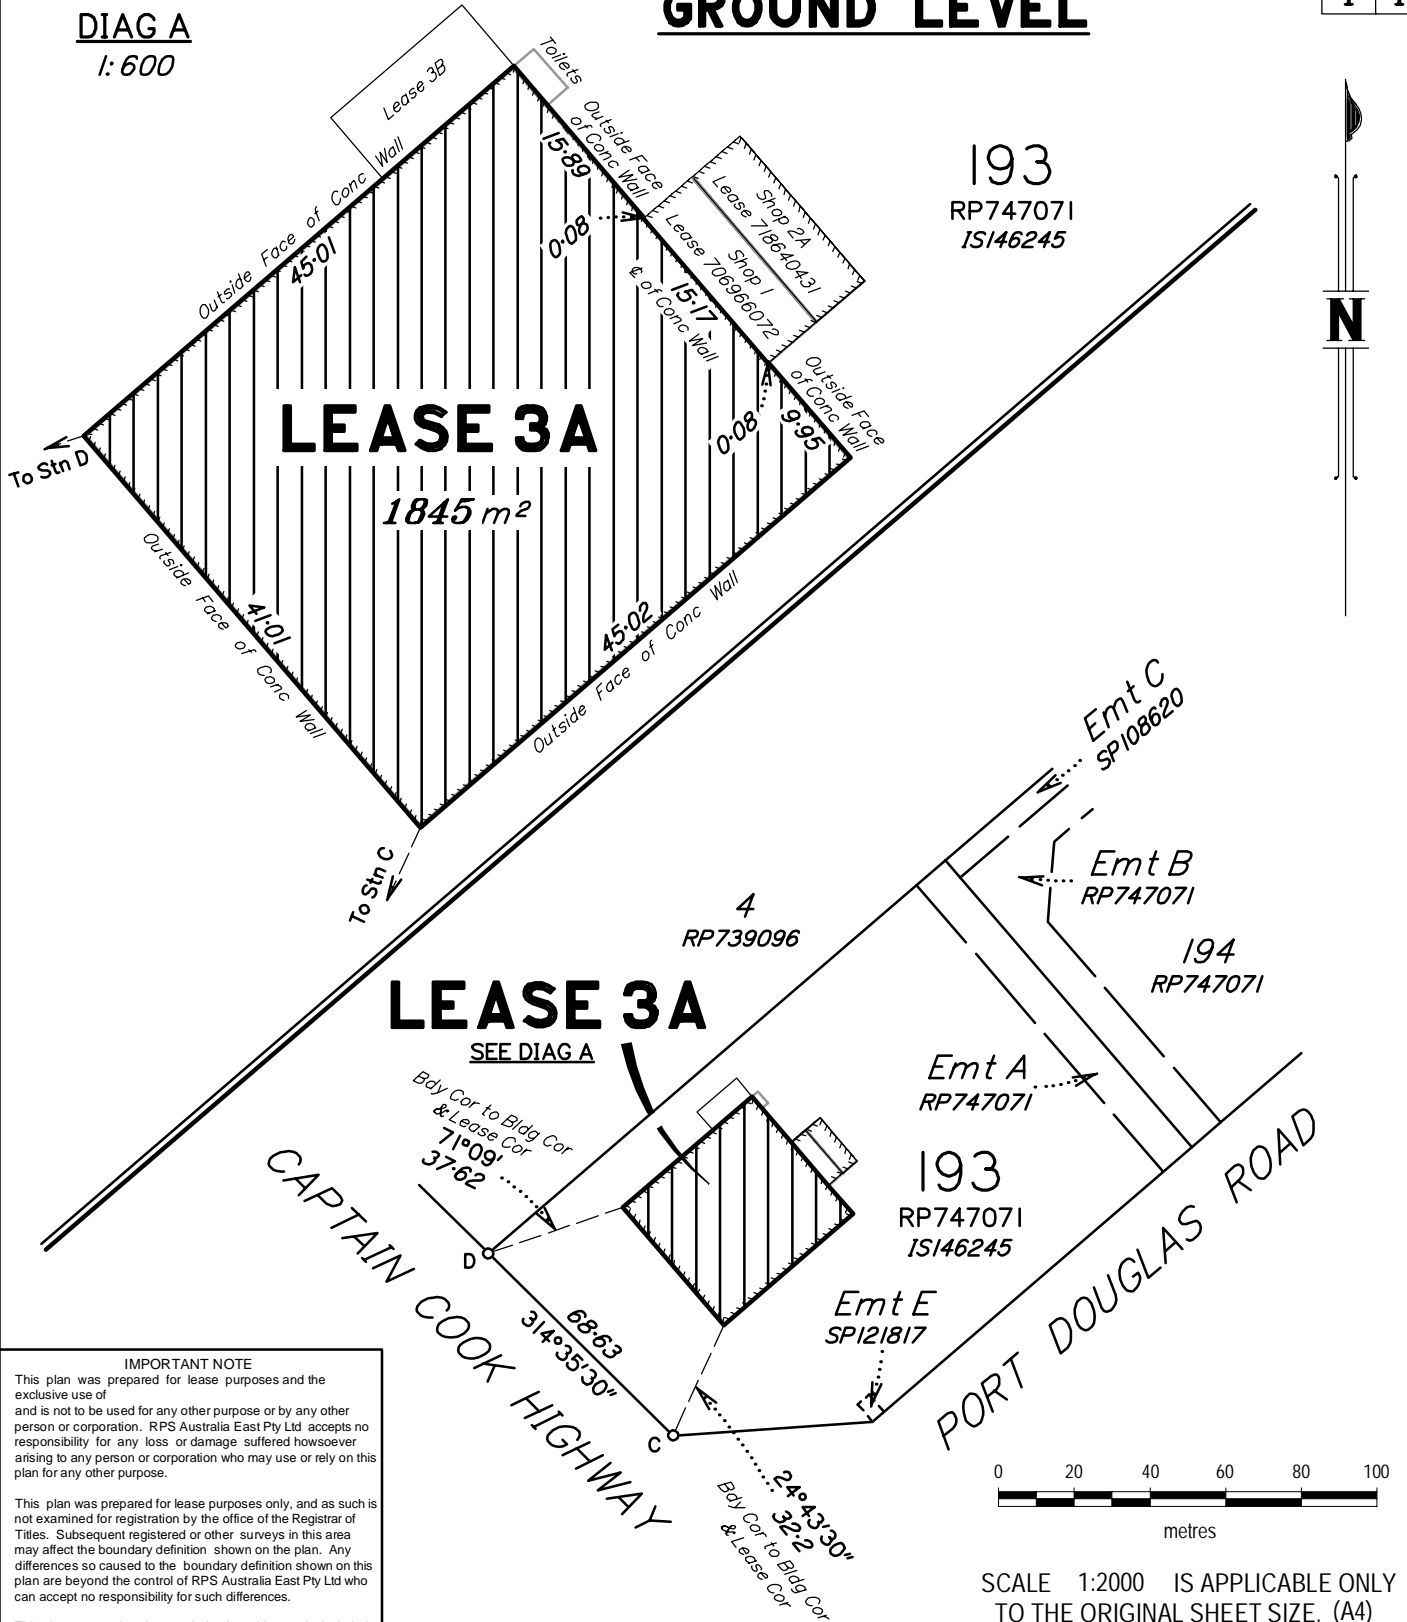 DIAG A
1:600
GROUND LEVEL
Lease 3B
Toilets
Outside Face
of Conc Wall
15·89
0·08
Shop 2A
Lease 718640431
Shop 1
Lease 706966072
193
RP747071
IS146245
Outside Face of Conc Wall
45·01
℄ of Conc Wall
15·17
N
LEASE 3A
1845 m²
0·08
9·95
Outside Face
of Conc Wall
To Stn D
Outside Face of Conc Wall
41·01
45·02
Outside Face of Conc Wall
To Stn C
Emt C
SP108620
Emt B
RP747071
4
RP739096
194
RP747071
LEASE 3A
SEE DIAG A
Emt A
RP747071
Bdy Cor to Bldg Cor
& Lease Cor
71°09'
37·62
193
RP747071
IS146245
D
68·63
314°35'30"
Emt E
SP121817
C
CAPTAIN COOK HIGHWAY
PORT DOUGLAS ROAD
24°43'30"
32·2
Bdy Cor to Bldg Cor
& Lease Cor
IMPORTANT NOTE
This plan was prepared for lease purposes and the
exclusive use of
and is not to be used for any other purpose or by any other
person or corporation. RPS Australia East Pty Ltd accepts no
responsibility for any loss or damage suffered howsoever
arising to any person or corporation who may use or rely on this
plan for any other purpose.
This plan was prepared for lease purposes only, and as such is
not examined for registration by the office of the Registrar of
Titles. Subsequent registered or other surveys in this area
may affect the boundary definition shown on the plan. Any
differences so caused to the boundary definition shown on this
plan are beyond the control of RPS Australia East Pty Ltd who
can accept no responsibility for such differences.
0 20 40 60 80 100
metres
SCALE 1:2000 IS APPLICABLE ONLY
TO THE ORIGINAL SHEET SIZE. (A4)